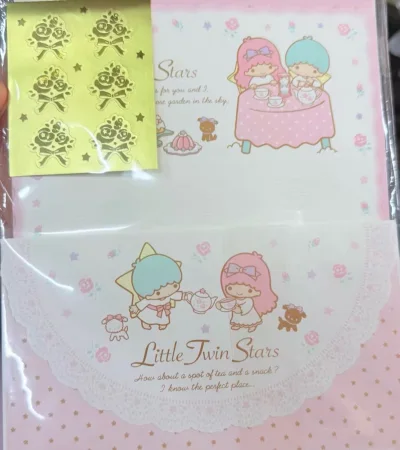 Stars
for you and I.
garden in the sky.
Little Twin Stars
How about a spot of tea and a snack?
I know the perfect place...